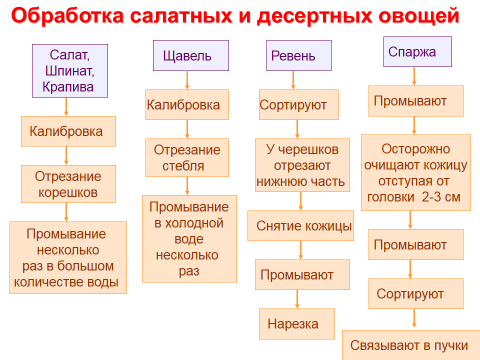 Обработка салатных и десертных овощей
Салат,
Шпинат,
Крапива
Калибровка
Отрезание
корешков
Промывание
несколько
раз в большом
количестве воды
Щавель
Калибровка
Отрезание
стебля
Промывание
в холодной
воде
несколько
раз
Ревень
Сортируют
У черешков
отрезают
нижнюю часть
Снятие кожицы
Промывают
Нарезка
Спаржа
Промывают
Осторожно
очищают кожицу
отступая от
головки 2-3 см
Промывают
Сортируют
Связывают в пучки